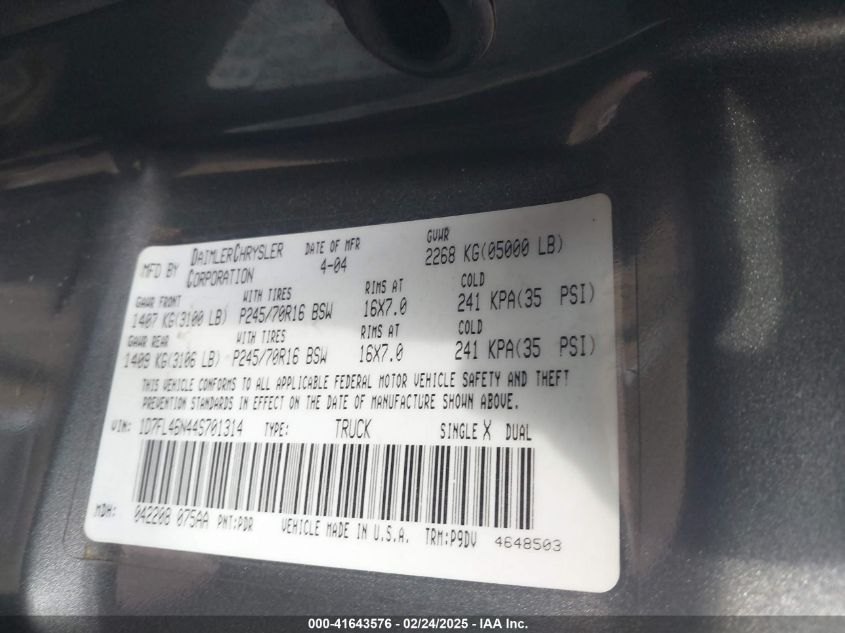 MFD BY DAIMLERCHRYSLER CORPORATION DATE OF MFR 4-04 GVWR 2268 KG(05000 LB)
GAWR FRONT WITH TIRES RIMS AT COLD
1407 KG(3100 LB) P245/70R16 BSW 16X7.0 241 KPA(35 PSI)
GAWR REAR WITH TIRES RIMS AT COLD
1409 KG(3106 LB) P245/70R16 BSW 16X7.0 241 KPA(35 PSI)
THIS VEHICLE CONFORMS TO ALL APPLICABLE FEDERAL MOTOR VEHICLE SAFETY AND THEFT
PREVENTION STANDARDS IN EFFECT ON THE DATE OF MANUFACTURE SHOWN ABOVE.
VIN: 1D7FL46N44S701314 TYPE: TRUCK SINGLE X DUAL
MDH: 042208 075AA PNT:PDR VEHICLE MADE IN U.S.A. TRM:P9DV 4648503
000-41643576 - 02/24/2025 - IAA Inc.